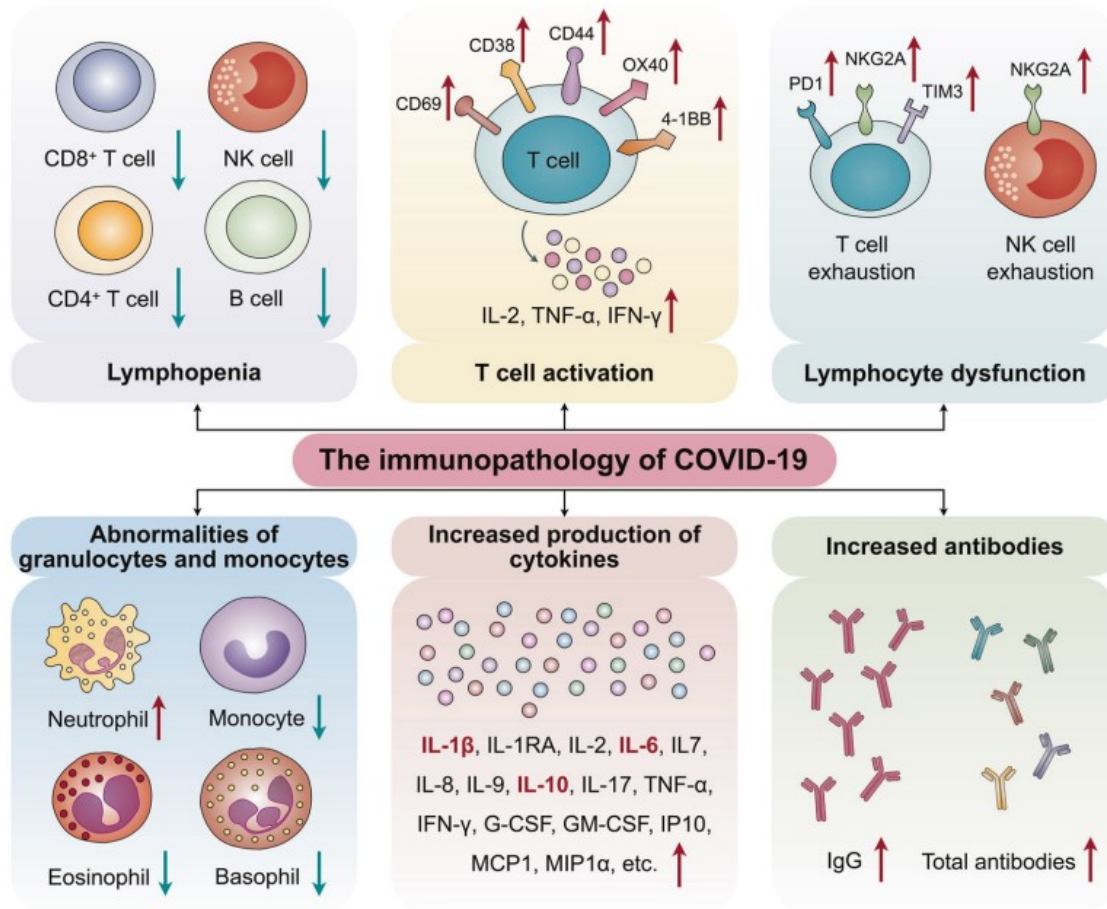 CD8+ T cell
NK cell
CD4+ T cell
B cell
Lymphopenia
CD69
CD38
CD44
OX40
4-1BB
T cell
IL-2, TNF-α, IFN-γ
T cell activation
PD1
NKG2A
TIM3
NKG2A
T cell
exhaustion
NK cell
exhaustion
Lymphocyte dysfunction
The immunopathology of COVID-19
Abnormalities of
granulocytes and monocytes
Neutrophil
Monocyte
Eosinophil
Basophil
Increased production of
cytokines
IL-1β, IL-1RA, IL-2, IL-6, IL7,
IL-8, IL-9, IL-10, IL-17, TNF-α,
IFN-γ, G-CSF, GM-CSF, IP10,
MCP1, MIP1α, etc.
Increased antibodies
IgG
Total antibodies